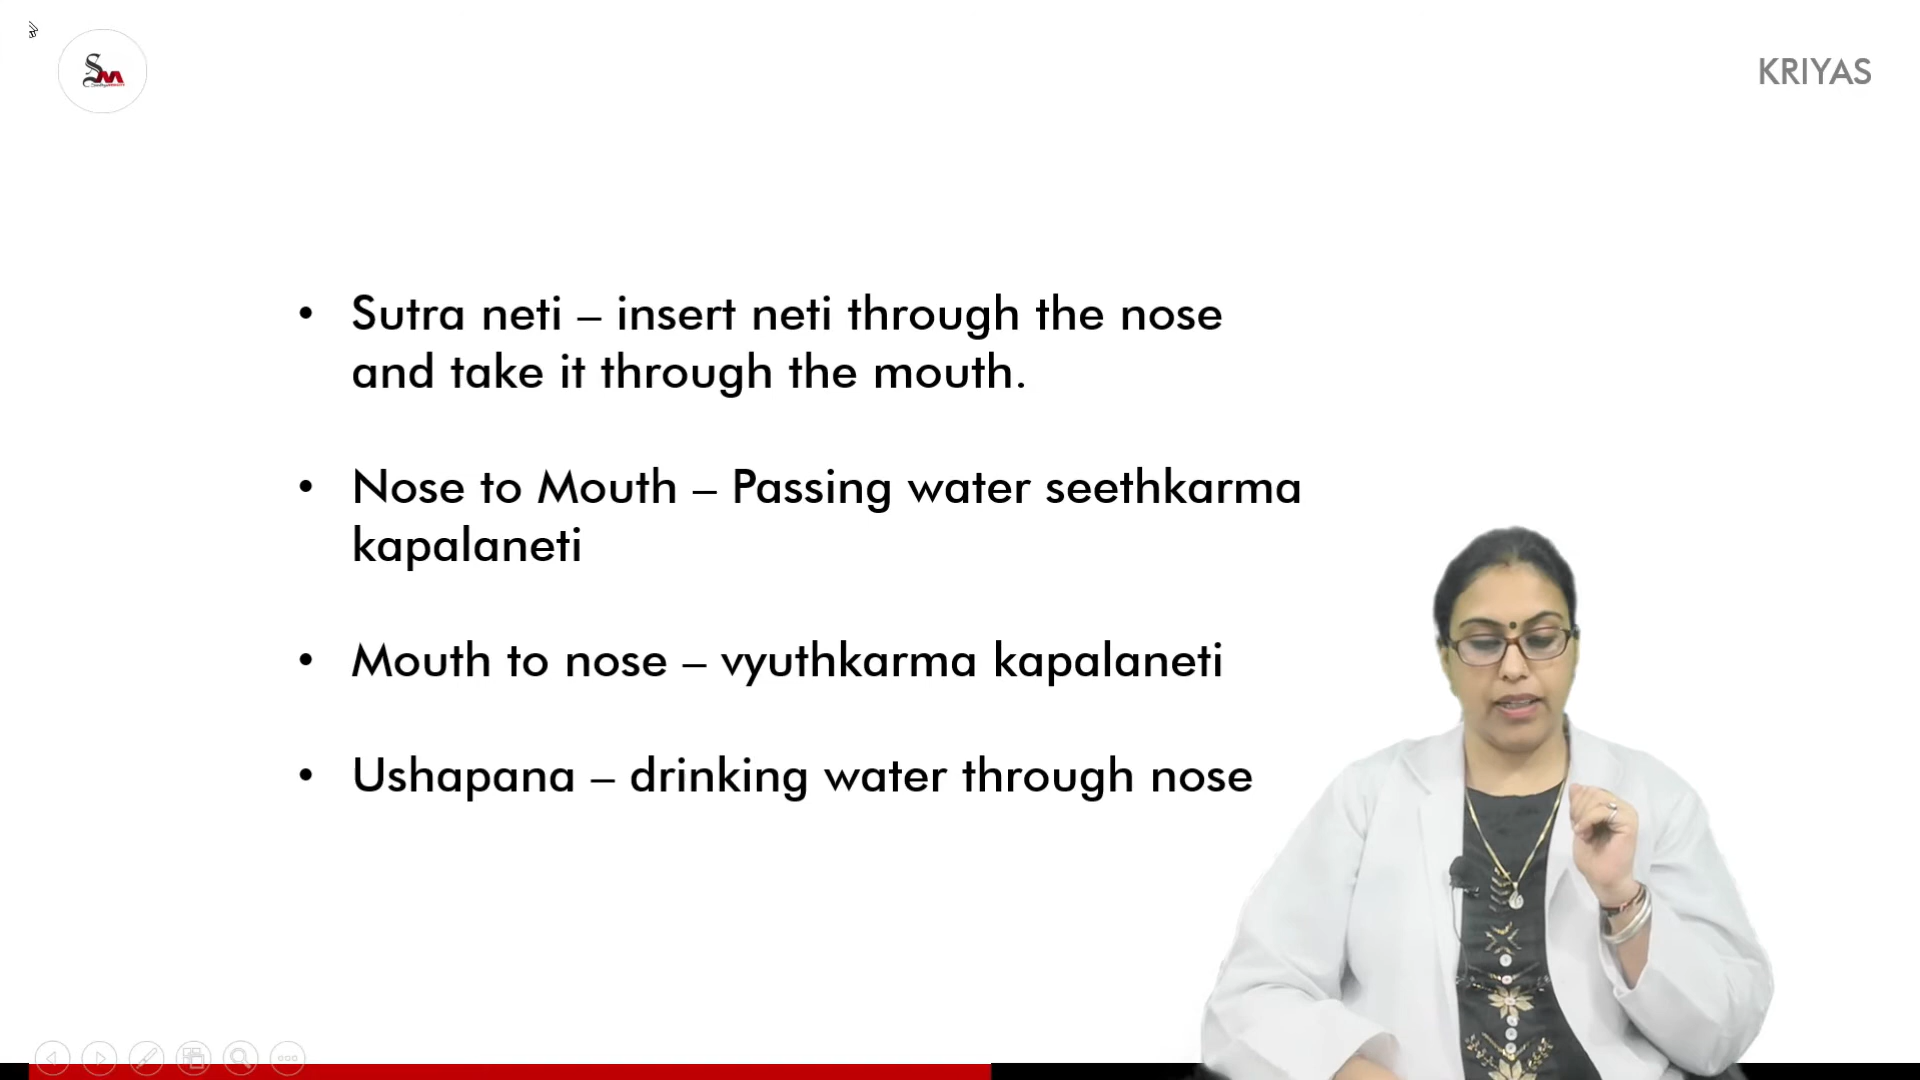 KRIYAS
• Sutra neti – insert neti through the nose
and take it through the mouth.
• Nose to Mouth – Passing water seethkarma
kapalaneti
• Mouth to nose – vyuthkarma kapalaneti
• Ushapana – drinking water through nose